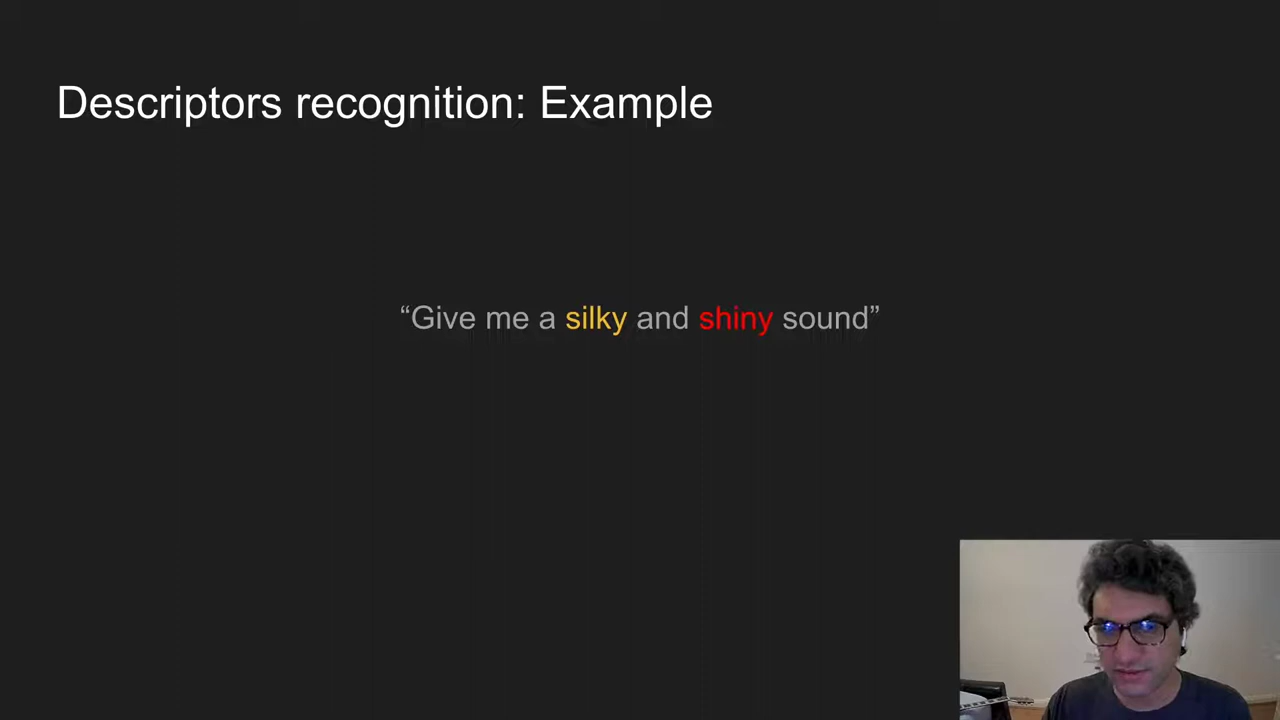 Descriptors recognition: Example
“Give me a silky and shiny sound”